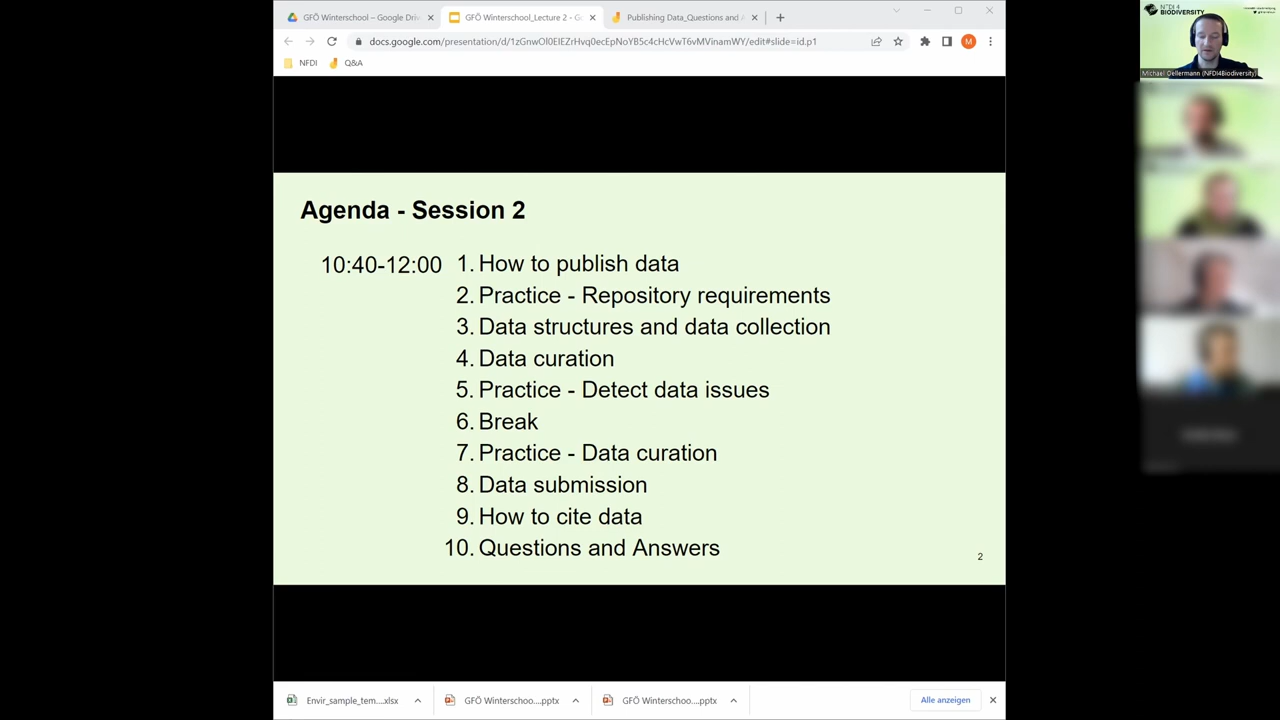 GFÖ Winterschool – Google Driv
GFÖ Winterschool_Lecture 2 - Go
Publishing Data_Questions and A
docs.google.com/presentation/d/1zGnwOl0EIEZrHvq0ecEpNoYB5c4cHcVwT6vMVinamWY/edit#slide=id.p1
M
NFDI
Q&A
NFDI 4
BIODIVERSITY
Michael Oellermann (NFDI4Biodiversity)
Agenda - Session 2
10:40-12:00
1. How to publish data
2. Practice - Repository requirements
3. Data structures and data collection
4. Data curation
5. Practice - Detect data issues
6. Break
7. Practice - Data curation
8. Data submission
9. How to cite data
10. Questions and Answers
2
Envir_sample_tem....xlsx
GFÖ Winterschoo....pptx
GFÖ Winterschoo....pptx
Alle anzeigen